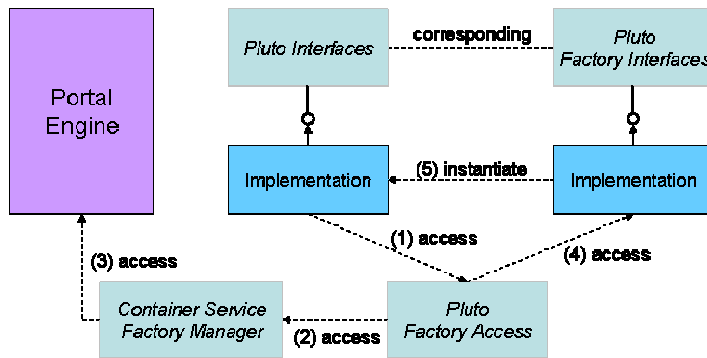 Pluto Interfaces
corresponding
Pluto
Factory Interfaces
Portal
Engine
Implementation
(5) instantiate
Implementation
(1) access
(4) access
(3) access
Container Service
Factory Manager
(2) access
Pluto
Factory Access